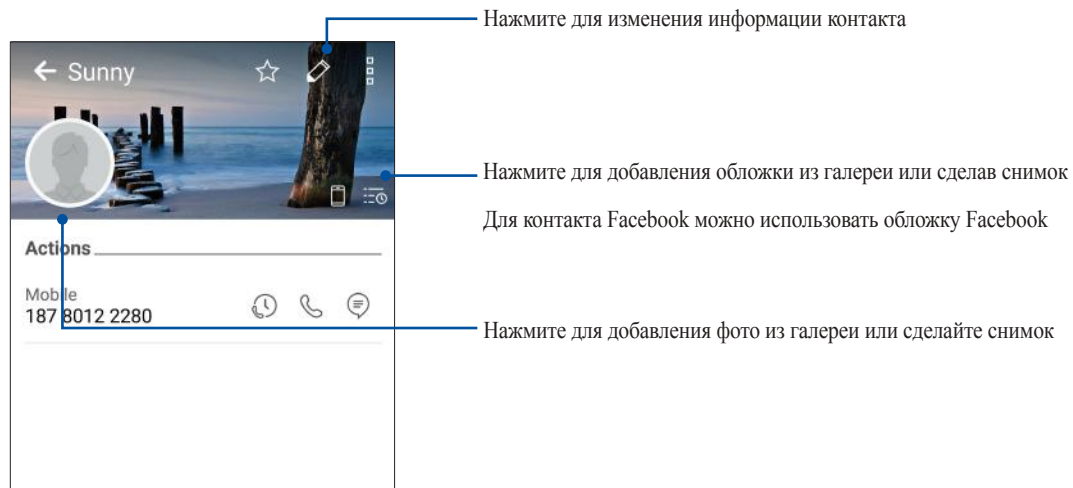 Нажмите для изменения информации контакта
Sunny
Нажмите для добавления обложки из галереи или сделав снимок
Для контакта Facebook можно использовать обложку Facebook
Actions
Mobile
187 8012 2280
Нажмите для добавления фото из галереи или сделайте снимок